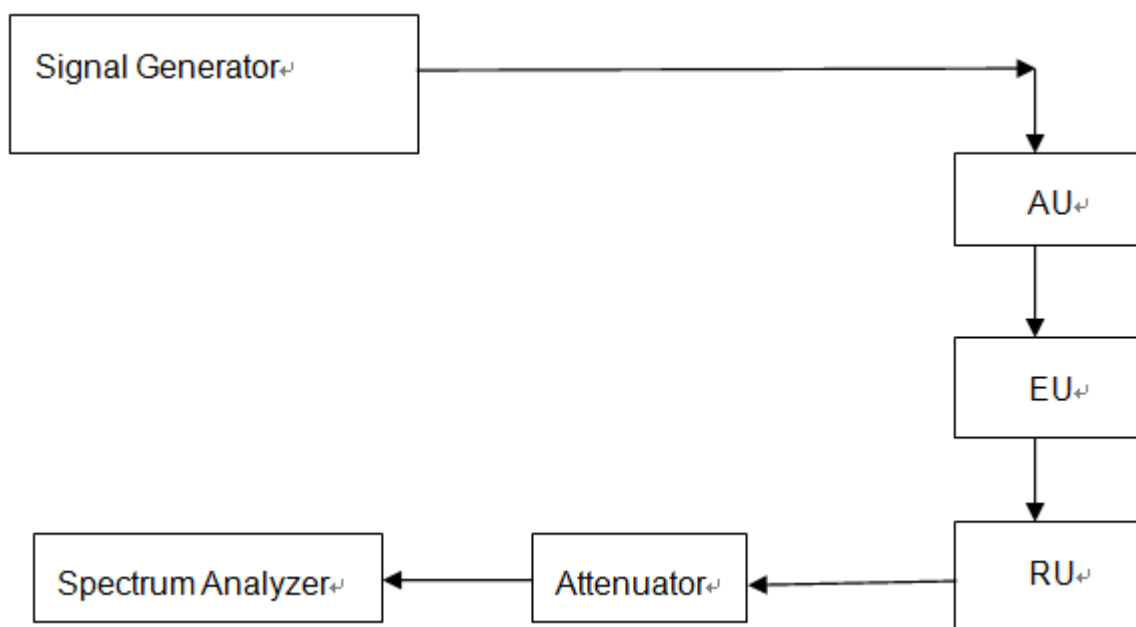 Signal Generator
AU
EU
RU
Attenuator
Spectrum Analyzer